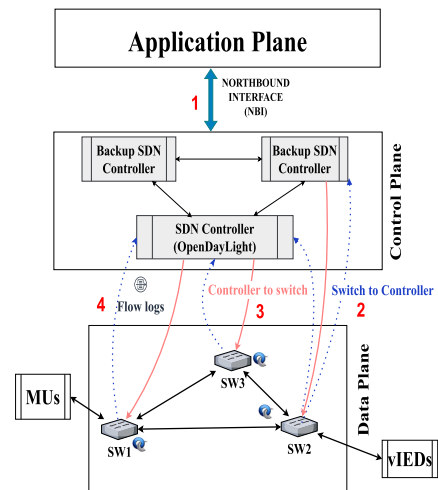 Application Plane
1
NORTHBOUND
INTERFACE
(NBI)
Backup SDN
Controller
Backup SDN
Controller
SDN Controller
(OpenDayLight)
Control Plane
4
Flow logs
Controller to switch
3
Switch to Controller
2
SW3
MUs
SW1
SW2
vIEDs
Data Plane